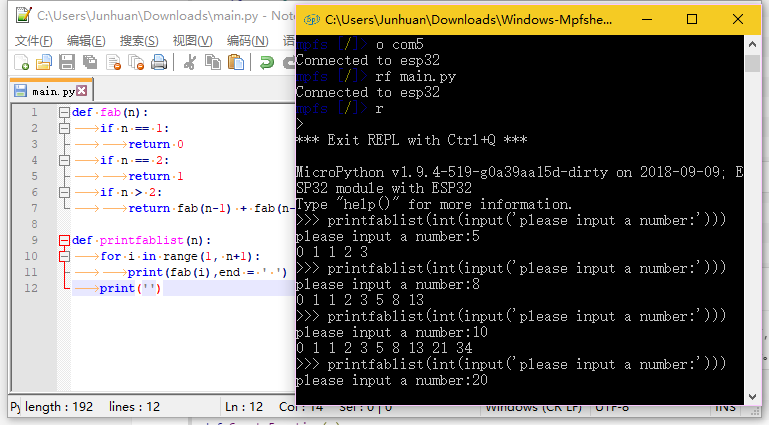 C:\Users\Junhuan\Downloads\main.py - Note
文件(F) 编辑(E) 搜索(S) 视图(V) 编码(N)
main.py
1 def fab(n):
2 if n == 1:
3 return 0
4 if n == 2:
5 return 1
6 if n > 2:
7 return fab(n-1) + fab(n-
8
9 def printfablist(n):
10 for i in range(1, n+1):
11 print(fab(i),end = ' ')
12 print('')
Py length : 192 lines : 12 Ln : 12 Col : 14 Sel : 0 | 0 Windows (CR LF) UTF-8 INS
C:\Users\Junhuan\Downloads\Windows-Mpfshe...
mpfs [/]> o com5
Connected to esp32
mpfs [/]> rf main.py
Connected to esp32
mpfs [/]> r
>
*** Exit REPL with Ctrl+Q ***
MicroPython v1.9.4-519-g0a39aa15d-dirty on 2018-09-09; E
SP32 module with ESP32
Type "help()" for more information.
>>> printfablist(int(input('please input a number:')))
please input a number:5
0 1 1 2 3
>>> printfablist(int(input('please input a number:')))
please input a number:8
0 1 1 2 3 5 8 13
>>> printfablist(int(input('please input a number:')))
please input a number:10
0 1 1 2 3 5 8 13 21 34
>>> printfablist(int(input('please input a number:')))
please input a number:20